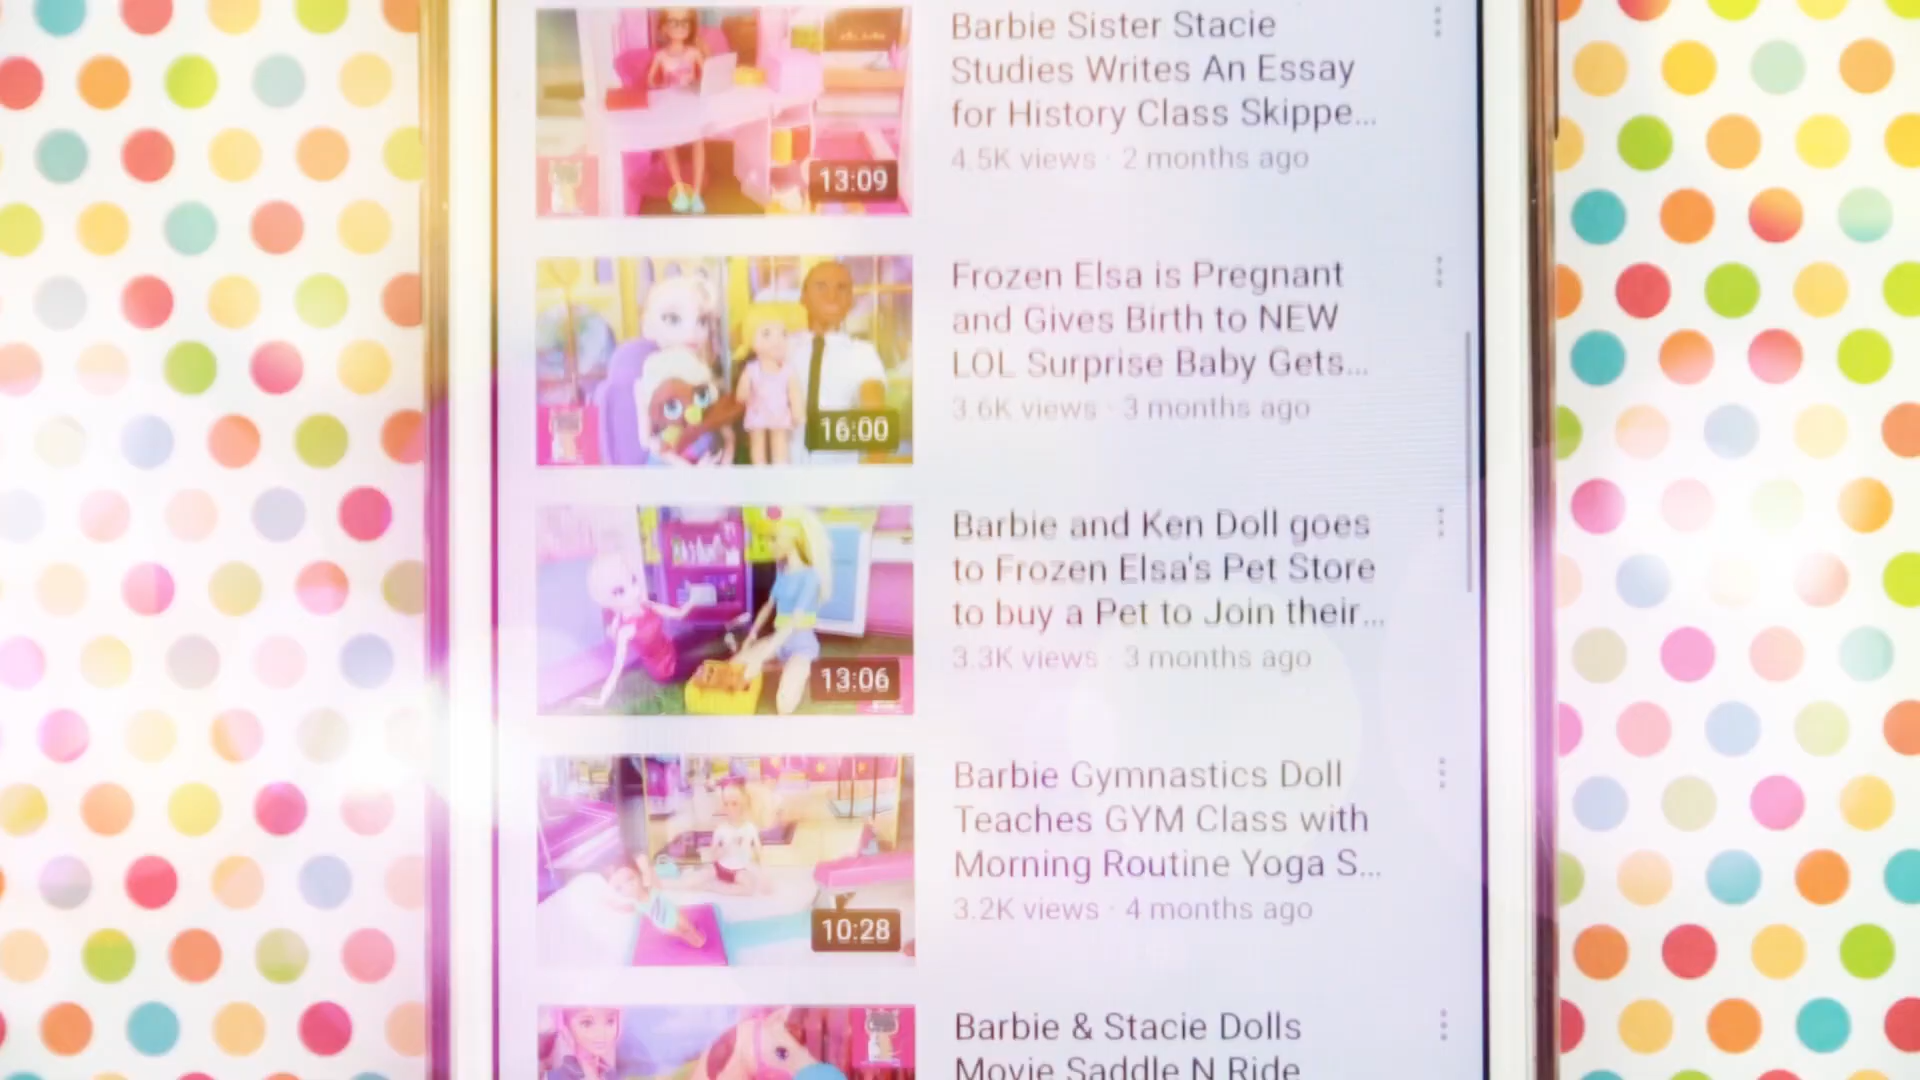 Barbie Sister Stacie
Studies Writes An Essay
for History Class Skippe...
4.5K views · 2 months ago
13:09
Frozen Elsa is Pregnant
and Gives Birth to NEW
LOL Surprise Baby Gets...
3.6K views · 3 months ago
16:00
Barbie and Ken Doll goes
to Frozen Elsa's Pet Store
to buy a Pet to Join their...
3.3K views · 3 months ago
13:06
Barbie Gymnastics Doll
Teaches GYM Class with
Morning Routine Yoga S...
3.2K views · 4 months ago
10:28
Barbie & Stacie Dolls
Movie Saddle N Ride